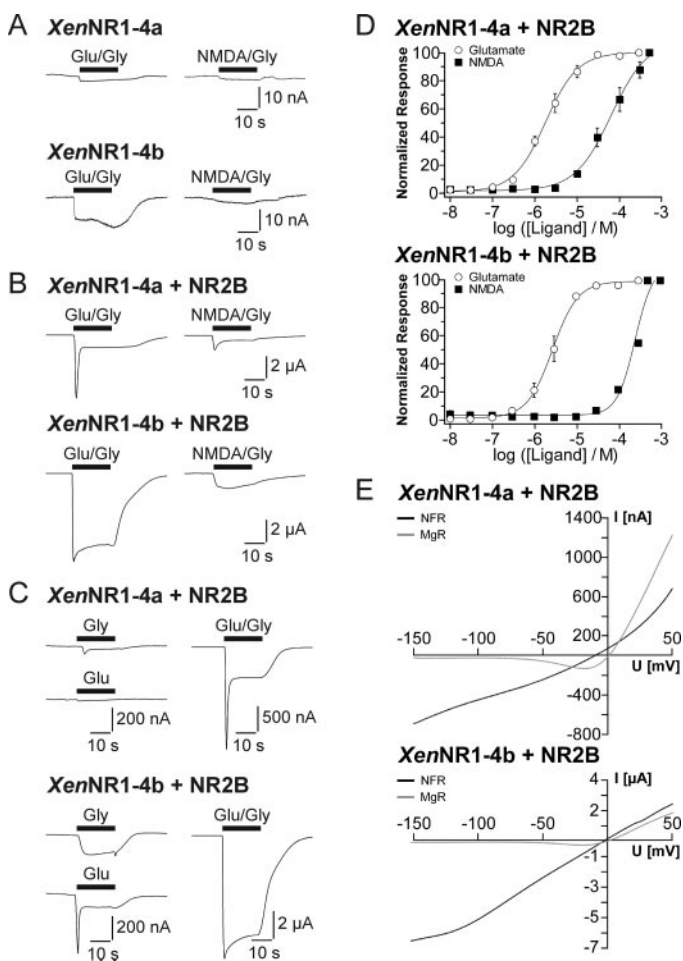 A
XenNR1-4a
Glu/Gly NMDA/Gly
10 nA
10 s 10 s
XenNR1-4b
Glu/Gly NMDA/Gly
10 nA
10 s 10 s
B
XenNR1-4a + NR2B
Glu/Gly NMDA/Gly
2 µA
10 s 10 s
XenNR1-4b + NR2B
Glu/Gly NMDA/Gly
2 µA
10 s 10 s
C
XenNR1-4a + NR2B
Gly Glu/Gly
Glu
200 nA 500 nA
10 s 10 s
XenNR1-4b + NR2B
Gly Glu/Gly
Glu
200 nA 2 µA
10 s 10 s
D
XenNR1-4a + NR2B
Glutamate
NMDA
Normalized Response
100
80
60
40
20
0
-8 -7 -6 -5 -4 -3
log ([Ligand] / M)
XenNR1-4b + NR2B
Glutamate
NMDA
Normalized Response
100
80
60
40
20
0
-8 -7 -6 -5 -4 -3
log ([Ligand] / M)
E
XenNR1-4a + NR2B
NFR
MgR
I [nA]
1400
1000
600
200
-150 -100 -50 50
U [mV]
-400
-800
XenNR1-4b + NR2B
NFR
MgR
I [µA]
4
2
-150 -100 -50 50
U [mV]
-1
-3
-5
-7